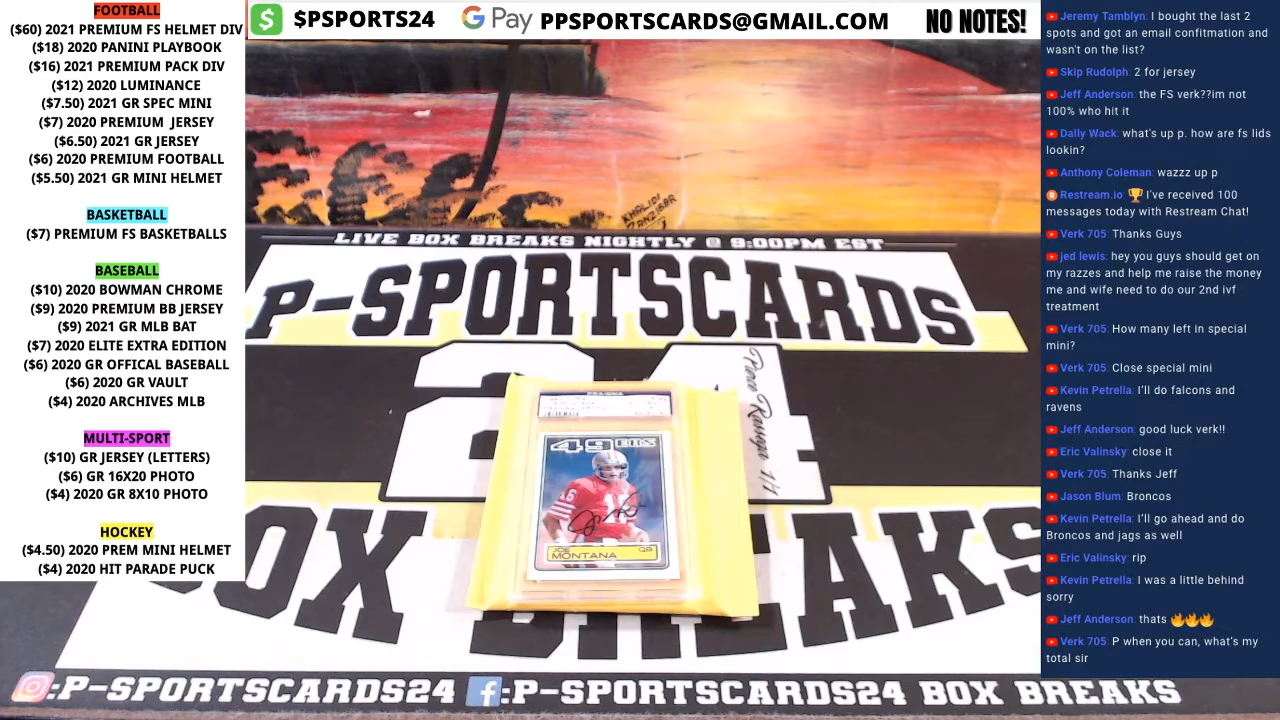 FOOTBALL
($60) 2021 PREMIUM FS HELMET DIV
($18) 2020 PANINI PLAYBOOK
($16) 2021 PREMIUM PACK DIV
($12) 2020 LUMINANCE
($7.50) 2021 GR SPEC MINI
($7) 2020 PREMIUM JERSEY
($6.50) 2021 GR JERSEY
($6) 2020 PREMIUM FOOTBALL
($5.50) 2021 GR MINI HELMET
BASKETBALL
($7) PREMIUM FS BASKETBALLS
BASEBALL
($10) 2020 BOWMAN CHROME
($9) 2020 PREMIUM BB JERSEY
($9) 2021 GR MLB BAT
($7) 2020 ELITE EXTRA EDITION
($6) 2020 GR OFFICAL BASEBALL
($6) 2020 GR VAULT
($4) 2020 ARCHIVES MLB
MULTI-SPORT
($10) GR JERSEY (LETTERS)
($6) GR 16X20 PHOTO
($4) 2020 GR 8X10 PHOTO
HOCKEY
($4.50) 2020 PREM MINI HELMET
($4) 2020 HIT PARADE PUCK
$PSPORTS24
G Pay PPSPORTSCARDS@GMAIL.COM
NO NOTES!
LIVE BOX BREAKS NIGHTLY @ 9:00PM EST
P-SPORTSCARDS
24
BOX BREAKS
49ERS
16
JOE MONTANA QB
:P-SPORTSCARDS24 f:P-SPORTSCARDS24 BOX BREAKS
Jeremy Tamblyn: I bought the last 2
spots and got an email confitmation and
wasn't on the list?
Skip Rudolph: 2 for jersey
Jeff Anderson: the FS verk??im not
100% who hit it
Dally Wack: what's up p. how are fs lids
lookin?
Anthony Coleman: wazzz up p
Restream.io 🏆 I've received 100
messages today with Restream Chat!
Verk 705: Thanks Guys
jed lewis: hey you guys should get on
my razzes and help me raise the money
me and wife need to do our 2nd ivf
treatment
Verk 705: How many left in special
mini?
Verk 705: Close special mini
Kevin Petrella: I'll do falcons and
ravens
Jeff Anderson: good luck verk!!
Eric Valinsky: close it
Verk 705: Thanks Jeff
Jason Blum: Broncos
Kevin Petrella: I'll go ahead and do
Broncos and jags as well
Eric Valinsky: rip
Kevin Petrella: I was a little behind
sorry
Jeff Anderson: thats 🔥🔥🔥
Verk 705: P when you can, what's my
total sir